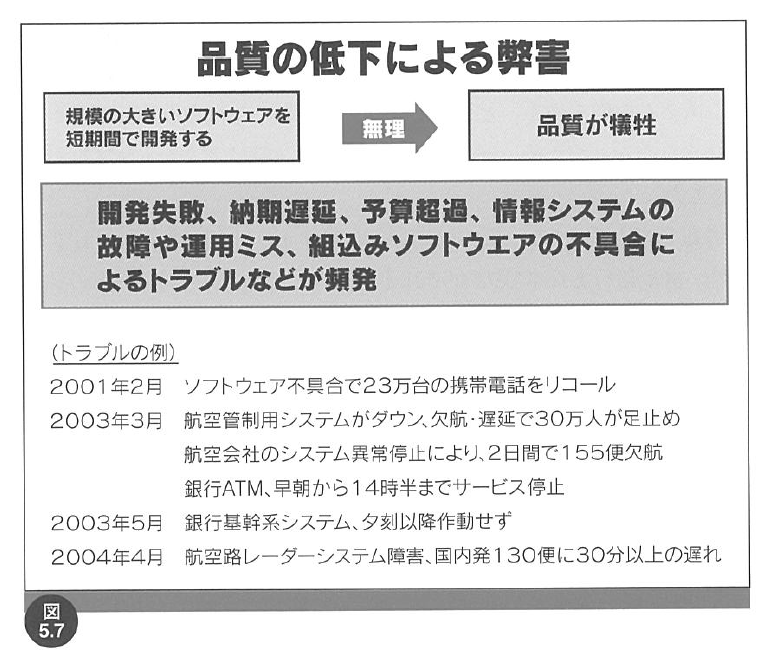 品質の低下による弊害
規模の大きいソフトウェアを
短期間で開発する
無理
品質が犠牲
開発失敗、納期遅延、予算超過、情報システムの
故障や運用ミス、組込みソフトウエアの不具合に
よるトラブルなどが頻発
（トラブルの例）
2001年2月 ソフトウェア不具合で23万台の携帯電話をリコール
2003年3月 航空管制用システムがダウン、欠航・遅延で30万人が足止め
航空会社のシステム異常停止により、2日間で155便欠航
銀行ATM、早朝から14時半までサービス停止
2003年5月 銀行基幹系システム、夕刻以降作動せず
2004年4月 航空路レーダーシステム障害、国内発130便に30分以上の遅れ
図
5.7